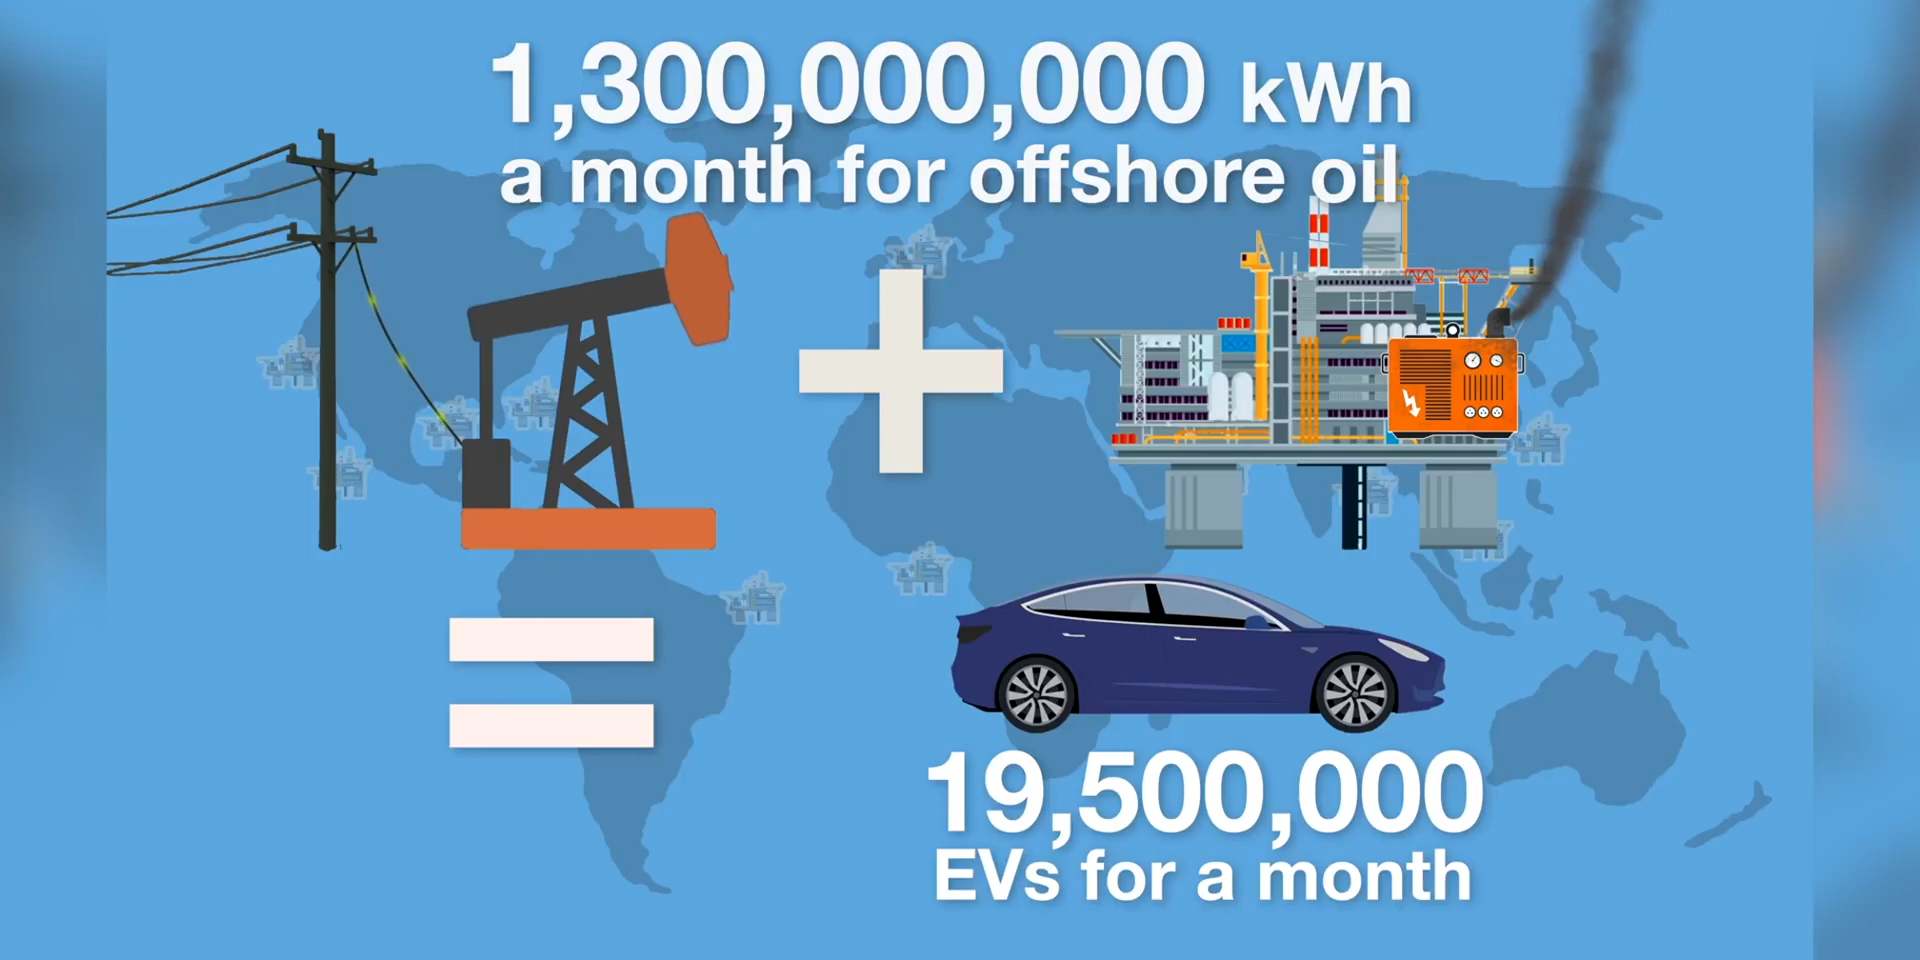 1,300,000,000 kWh
a month for offshore oil
19,500,000
EVs for a month